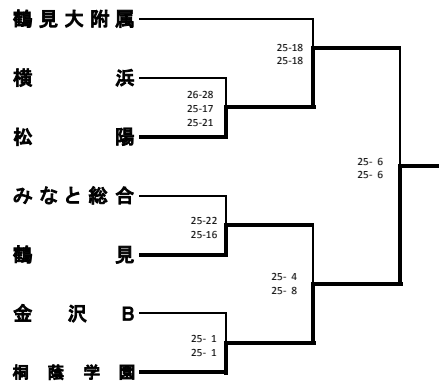 鶴見大附属
25-18
25-18
横浜
26-28
25-17
25-21
松陽
25- 6
25- 6
みなと総合
25-22
25-16
鶴見
25- 4
25- 8
金沢B
25- 1
25- 1
桐蔭学園